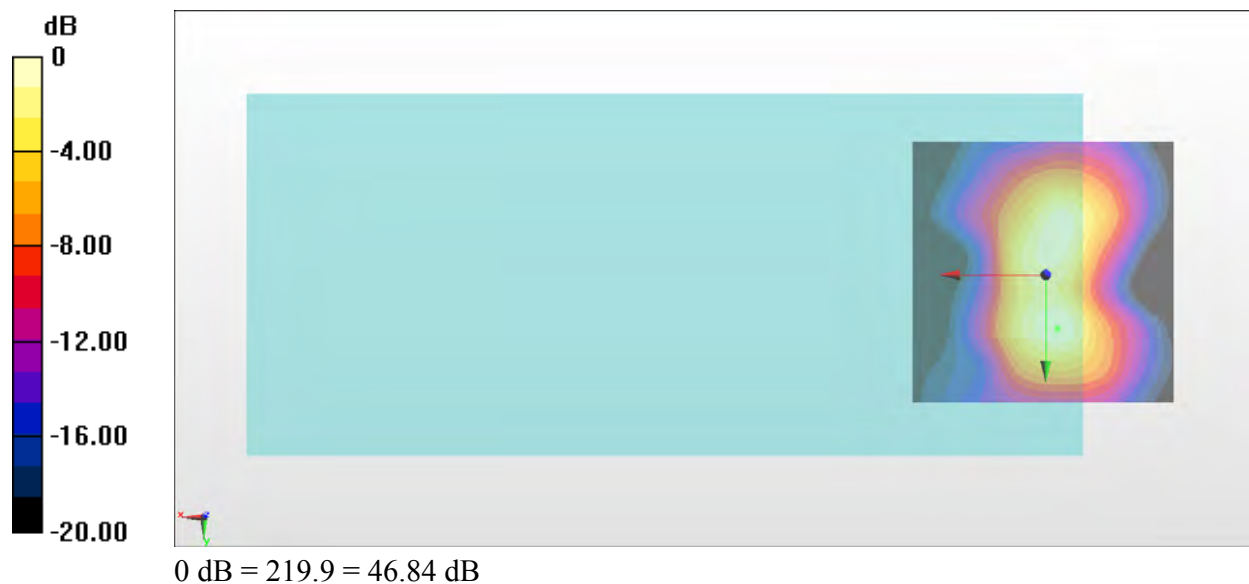 dB
0
-4.00
-8.00
-12.00
-16.00
-20.00
x
z
y
0 dB = 219.9 = 46.84 dB